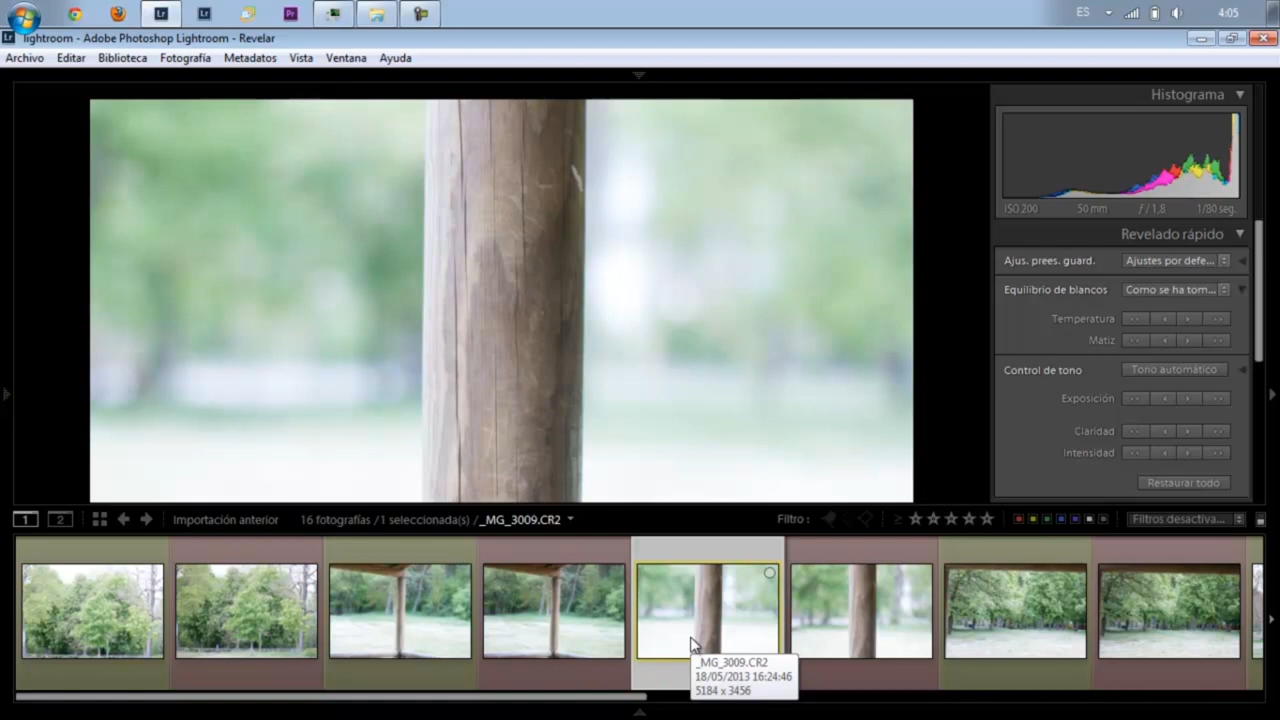 ES
4:05
lightroom - Adobe Photoshop Lightroom - Revelar
Archivo Editar Biblioteca Fotografía Metadatos Vista Ventana Ayuda
Histograma
ISO 200 50 mm ƒ / 1,8 1/80 seg.
Revelado rápido
Ajus. prees. guard. Ajustes por defe...
Equilibrio de blancos Como se ha tom...
Temperatura
Matiz
Control de tono Tono automático
Exposición
Claridad
Intensidad
Restaurar todo
1 2 Importación anterior 16 fotografías /1 seleccionada(s) /_MG_3009.CR2 Filtro : Filtros desactiva...
_MG_3009.CR2
18/05/2013 16:24:46
5184 x 3456